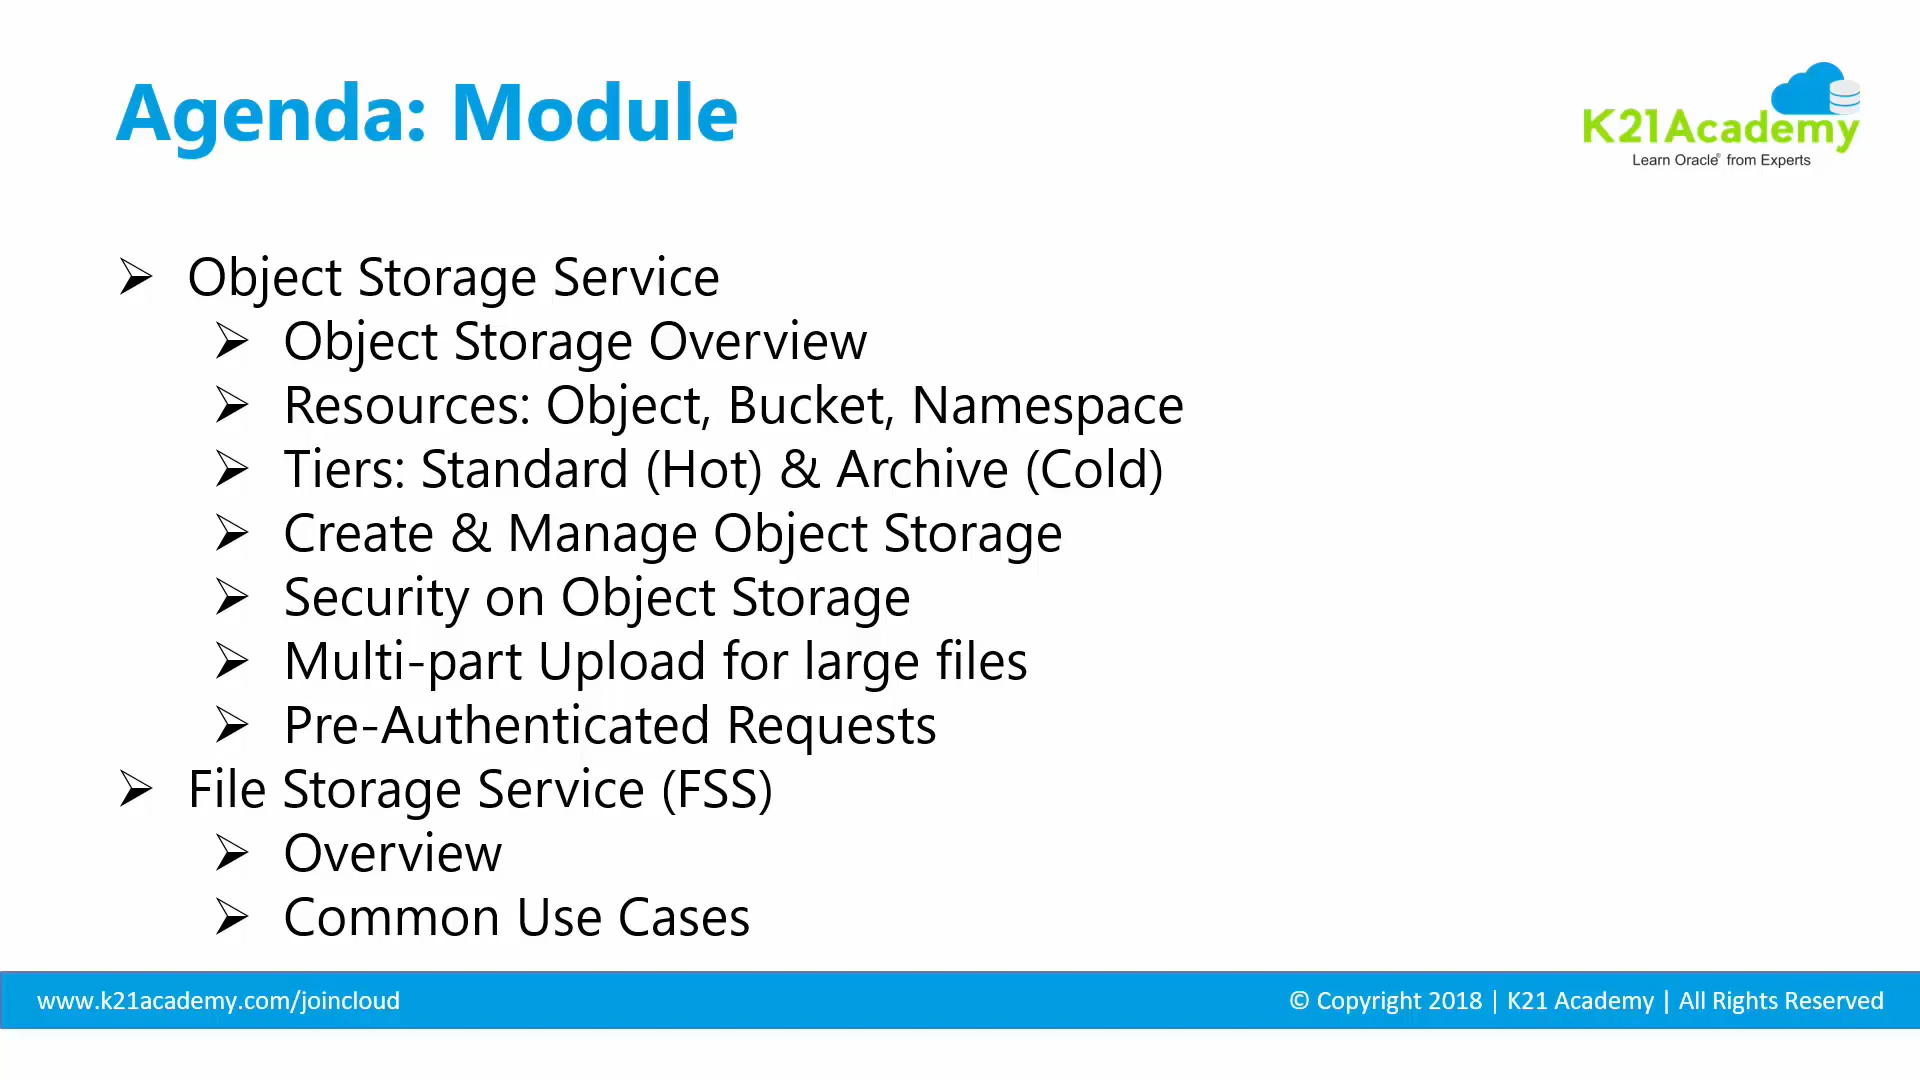 Agenda: Module
K21Academy
Learn Oracle® from Experts
➢ Object Storage Service
➢ Object Storage Overview
➢ Resources: Object, Bucket, Namespace
➢ Tiers: Standard (Hot) & Archive (Cold)
➢ Create & Manage Object Storage
➢ Security on Object Storage
➢ Multi-part Upload for large files
➢ Pre-Authenticated Requests
➢ File Storage Service (FSS)
➢ Overview
➢ Common Use Cases
www.k21academy.com/joincloud
© Copyright 2018 | K21 Academy | All Rights Reserved